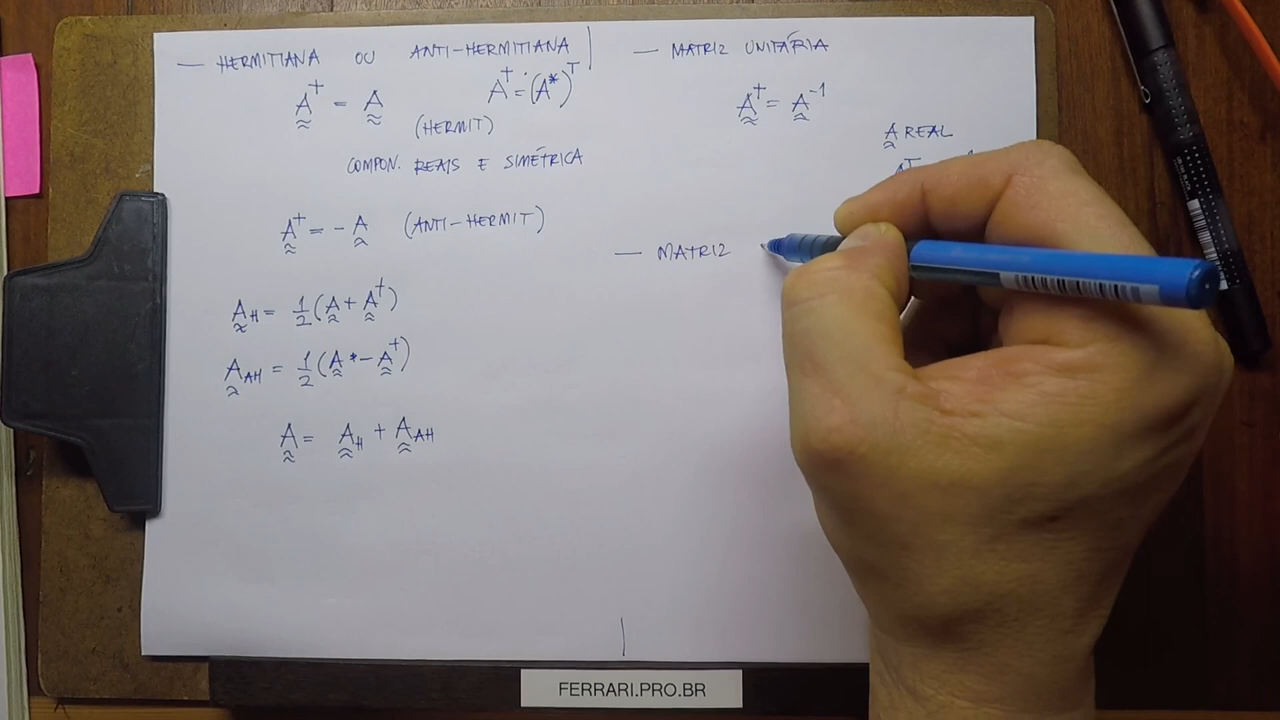 — HERMITIANA OU ANTI-HERMITIANA
A† = A
A† = (A*)ᵀ
(HERMIT)
COMPON. REAIS E SIMÉTRICA
A† = - A (ANTI-HERMIT)
A_H = 1/2 (A + A†)
A_AH = 1/2 (A* - A†)
A = A_H + A_AH
— MATRIZ UNITÁRIA
A† = A⁻¹
A REAL
— MATRIZ
FERRARI.PRO.BR